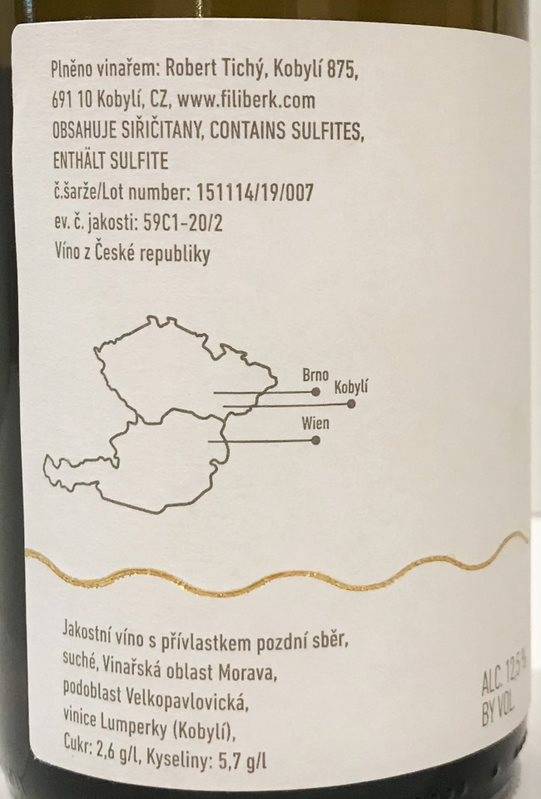 Plněno vinařem: Robert Tichý, Kobylí 875,
691 10 Kobylí, CZ, www.filiberk.com
OBSAHUJE SIŘIČITANY, CONTAINS SULFITES,
ENTHÄLT SULFITE
č.šarže/Lot number: 151114/19/007
ev. č. jakosti: 59C1-20/2
Víno z České republiky
Brno
Kobylí
Wien
Jakostní víno s přívlastkem pozdní sběr,
suché, Vinařská oblast Morava,
podoblast Velkopavlovická,
vinice Lumperky (Kobylí),
Cukr: 2,6 g/l, Kyseliny: 5,7 g/l
ALC. 12,5 %
BY VOL.